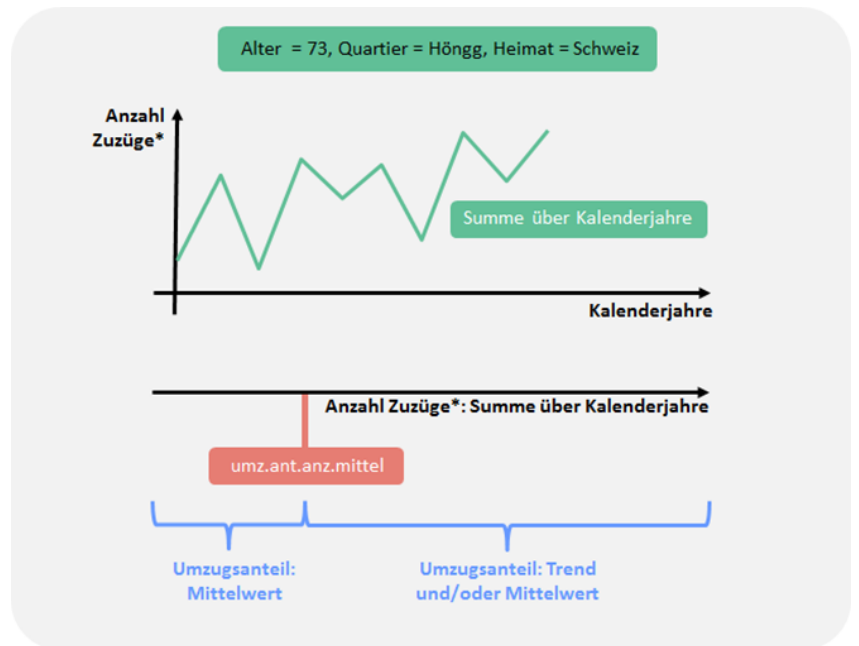 Alter = 73, Quartier = Höngg, Heimat = Schweiz
Anzahl
Zuzüge*
Summe über Kalenderjahre
Kalenderjahre
Anzahl Zuzüge*: Summe über Kalenderjahre
umz.ant.anz.mittel
Umzugsanteil:
Mittelwert
Umzugsanteil: Trend
und/oder Mittelwert